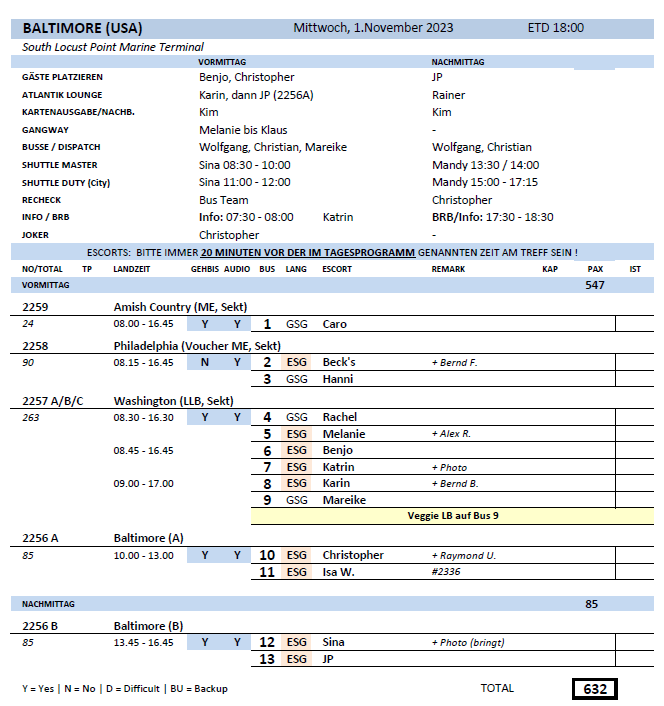 BALTIMORE (USA) Mittwoch, 1.November 2023 ETD 18:00
South Locust Point Marine Terminal
VORMITTAG NACHMITTAG
GÄSTE PLATZIEREN Benjo, Christopher JP
ATLANTIK LOUNGE Karin, dann JP (2256A) Rainer
KARTENAUSGABE/NACHB. Kim Kim
GANGWAY Melanie bis Klaus -
BUSSE / DISPATCH Wolfgang, Christian, Mareike Wolfgang, Christian
SHUTTLE MASTER Sina 08:30 - 10:00 Mandy 13:30 / 14:00
SHUTTLE DUTY (City) Sina 11:00 - 12:00 Mandy 15:00 - 17:15
RECHECK Bus Team Christopher
INFO / BRB Info: 07:30 - 08:00 Katrin BRB/Info: 17:30 - 18:30
JOKER Christopher -
ESCORTS: BITTE IMMER 20 MINUTEN VOR DER IM TAGESPROGRAMM GENANNTEN ZEIT AM TREFF SEIN !
NO/TOTAL TP LANDZEIT GEHBIS AUDIO BUS LANG ESCORT REMARK KAP PAX IST
VORMITTAG 547
2259 Amish Country (ME, Sekt)
24 08.00 - 16.45 Y Y 1 GSG Caro
2258 Philadelphia (Voucher ME, Sekt)
90 08.15 - 16.45 N Y 2 ESG Beck's + Bernd F.
3 GSG Hanni
2257 A/B/C Washington (LLB, Sekt)
263 08.30 - 16.30 Y Y 4 GSG Rachel
5 ESG Melanie + Alex R.
08.45 - 16.45 6 ESG Benjo
7 ESG Katrin + Photo
09.00 - 17.00 8 ESG Karin + Bernd B.
9 GSG Mareike
Veggie LB auf Bus 9
2256 A Baltimore (A)
85 10.00 - 13.00 Y Y 10 ESG Christopher + Raymond U.
11 ESG Isa W. #2336
NACHMITTAG 85
2256 B Baltimore (B)
85 13.45 - 16.45 Y Y 12 ESG Sina + Photo (bringt)
13 ESG JP
Y = Yes | N = No | D = Difficult | BU = Backup TOTAL 632